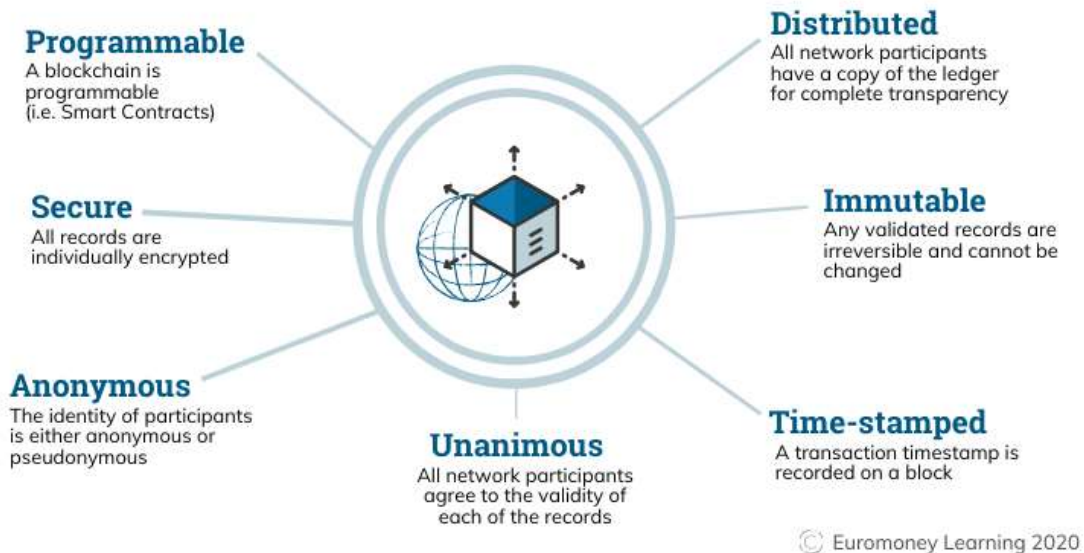 Programmable
A blockchain is
programmable
(i.e. Smart Contracts)
Distributed
All network participants
have a copy of the ledger
for complete transparency
Secure
All records are
individually encrypted
Immutable
Any validated records are
irreversible and cannot be
changed
Anonymous
The identity of participants
is either anonymous or
pseudonymous
Unanimous
All network participants
agree to the validity of
each of the records
Time-stamped
A transaction timestamp is
recorded on a block
© Euromoney Learning 2020